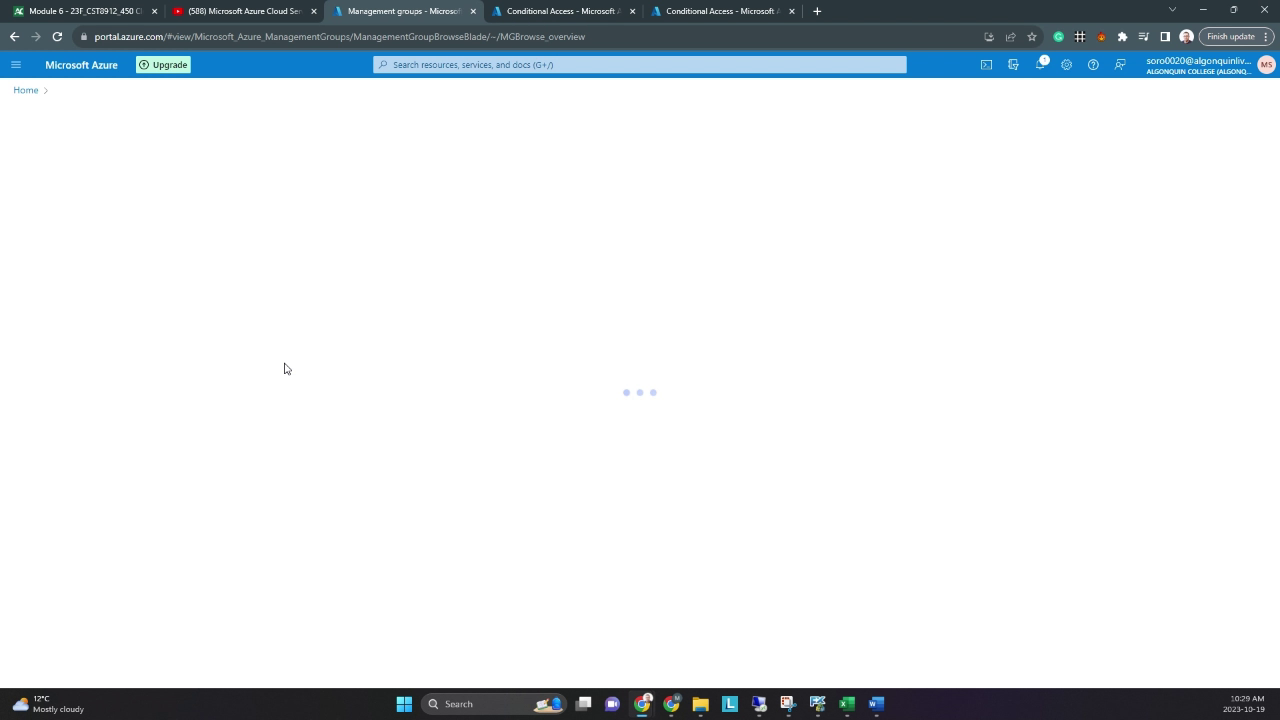 Module 6 - 23F_CST8912_450 Cl
(588) Microsoft Azure Cloud Ser
Management groups - Microsof
Conditional Access - Microsoft A
Conditional Access - Microsoft A
portal.azure.com/#view/Microsoft_Azure_ManagementGroups/ManagementGroupBrowseBlade/~/MGBrowse_overview
Finish update
Microsoft Azure
Upgrade
Search resources, services, and docs (G+/)
1
soro0020@algonquinliv...
ALGONQUIN COLLEGE (ALGONQ...
MS
Home
12°C
Mostly cloudy
Search
10:29 AM
2023-10-19